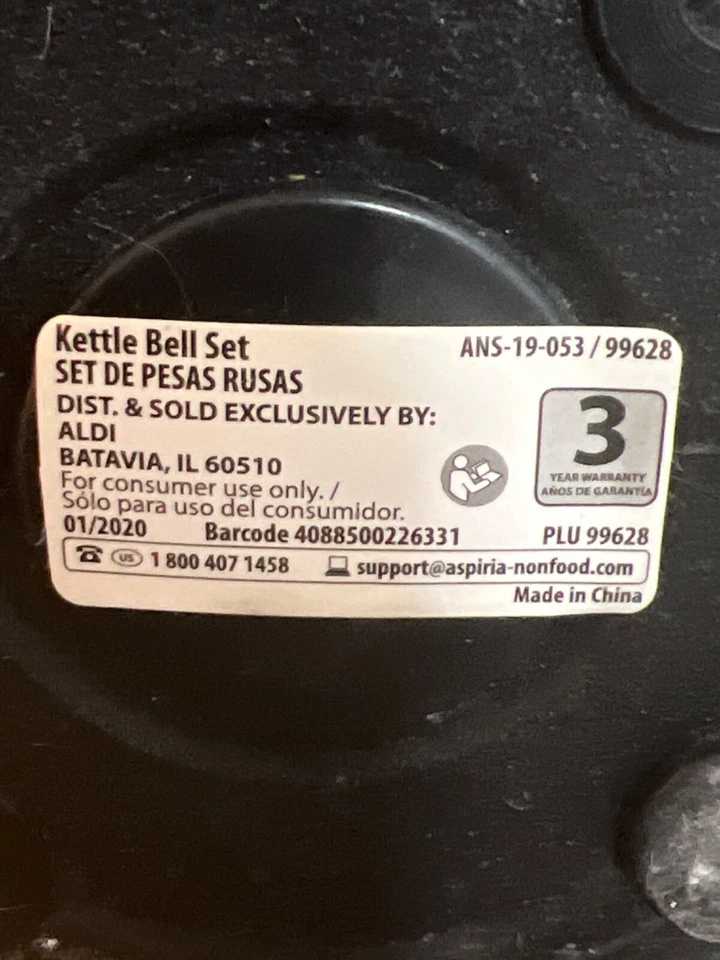 Kettle Bell Set
SET DE PESAS RUSAS
ANS-19-053 / 99628
DIST. & SOLD EXCLUSIVELY BY:
ALDI
BATAVIA, IL 60510
For consumer use only. /
Sólo para uso del consumidor.
3
YEAR WARRANTY
AÑOS DE GARANTÍA
01/2020 Barcode 4088500226331 PLU 99628
US 1 800 407 1458 support@aspiria-nonfood.com
Made in China